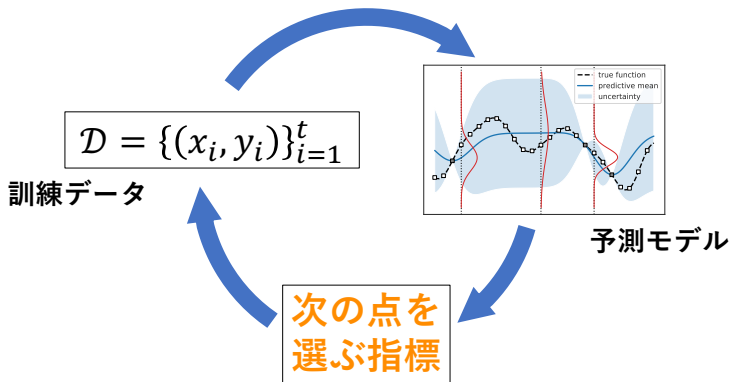 𝒟 = {(xᵢ, yᵢ)}ᵗᵢ₌₁
訓練データ
true function
predictive mean
uncertainty
予測モデル
次の点を
選ぶ指標